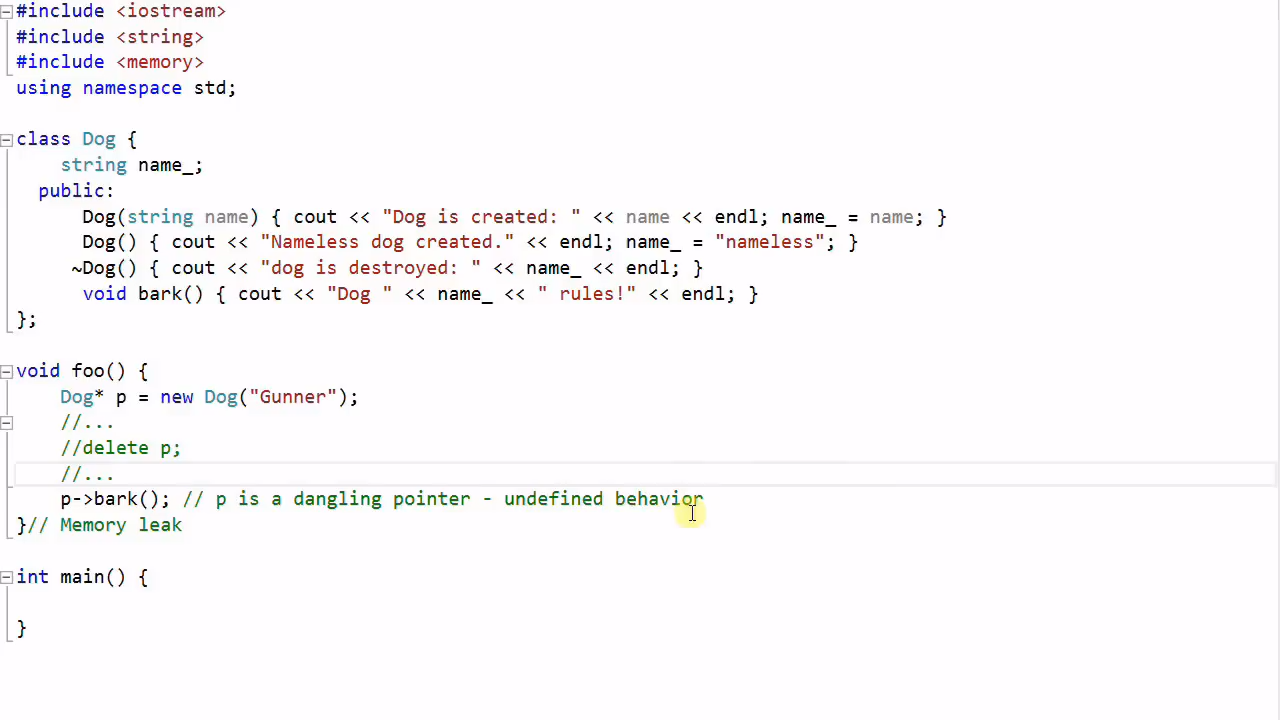 #include <iostream>
#include <string>
#include <memory>
using namespace std;
class Dog {
string name_;
public:
Dog(string name) { cout << "Dog is created: " << name << endl; name_ = name; }
Dog() { cout << "Nameless dog created." << endl; name_ = "nameless"; }
~Dog() { cout << "dog is destroyed: " << name_ << endl; }
void bark() { cout << "Dog " << name_ << " rules!" << endl; }
};
void foo() {
Dog* p = new Dog("Gunner");
//...
//delete p;
//...
p->bark(); // p is a dangling pointer - undefined behavior
}// Memory leak
int main() {
}